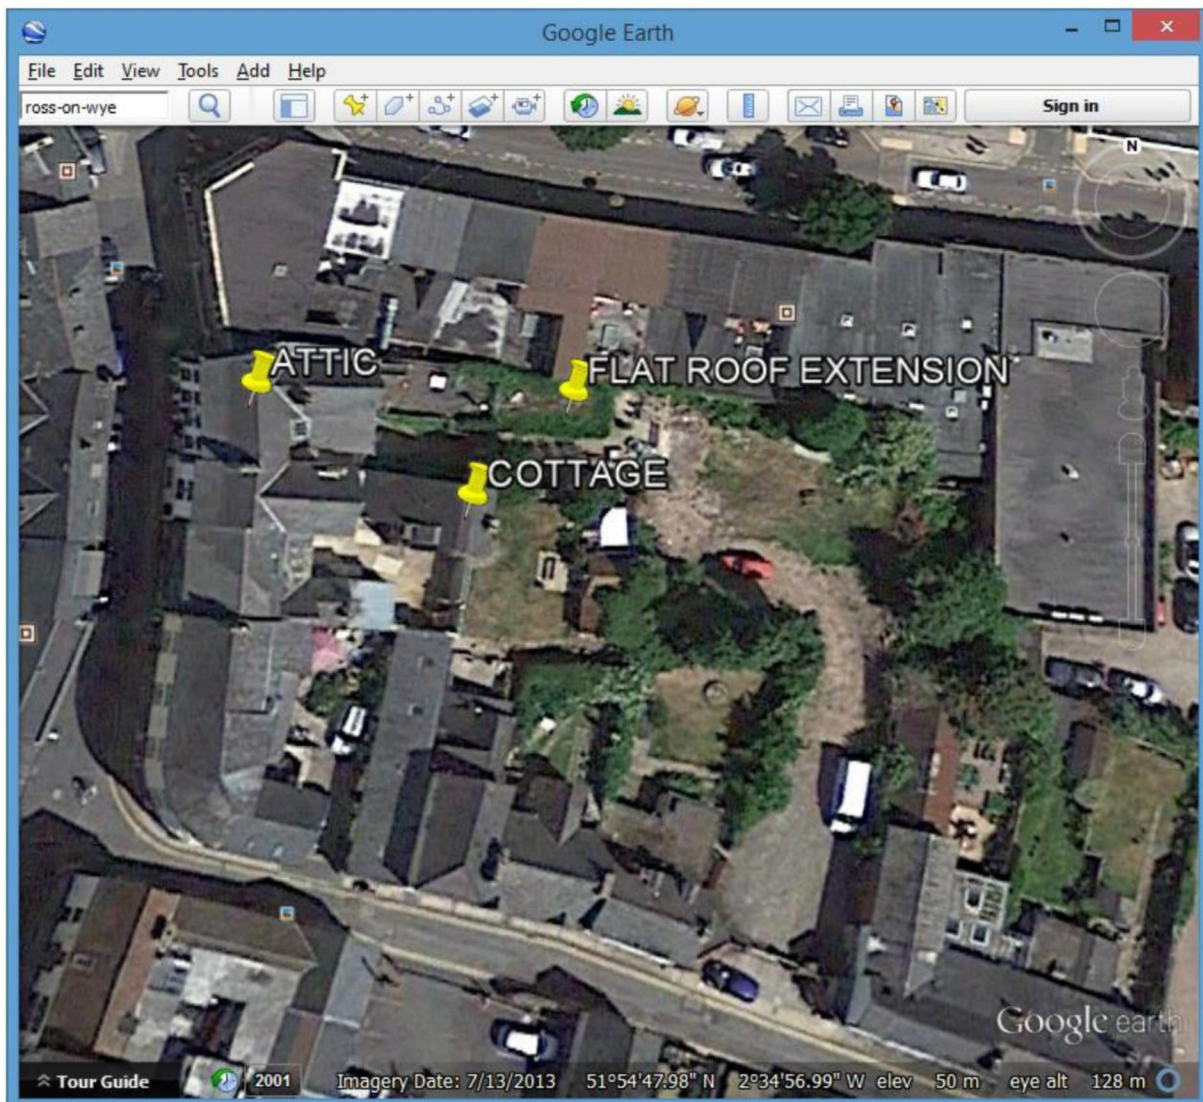 Google Earth
File Edit View Tools Add Help
ross-on-wye
Sign in
N
ATTIC
FLAT ROOF EXTENSION
COTTAGE
Google earth
Tour Guide 2001 Imagery Date: 7/13/2013 51°54'47.98" N 2°34'56.99" W elev 50 m eye alt 128 m